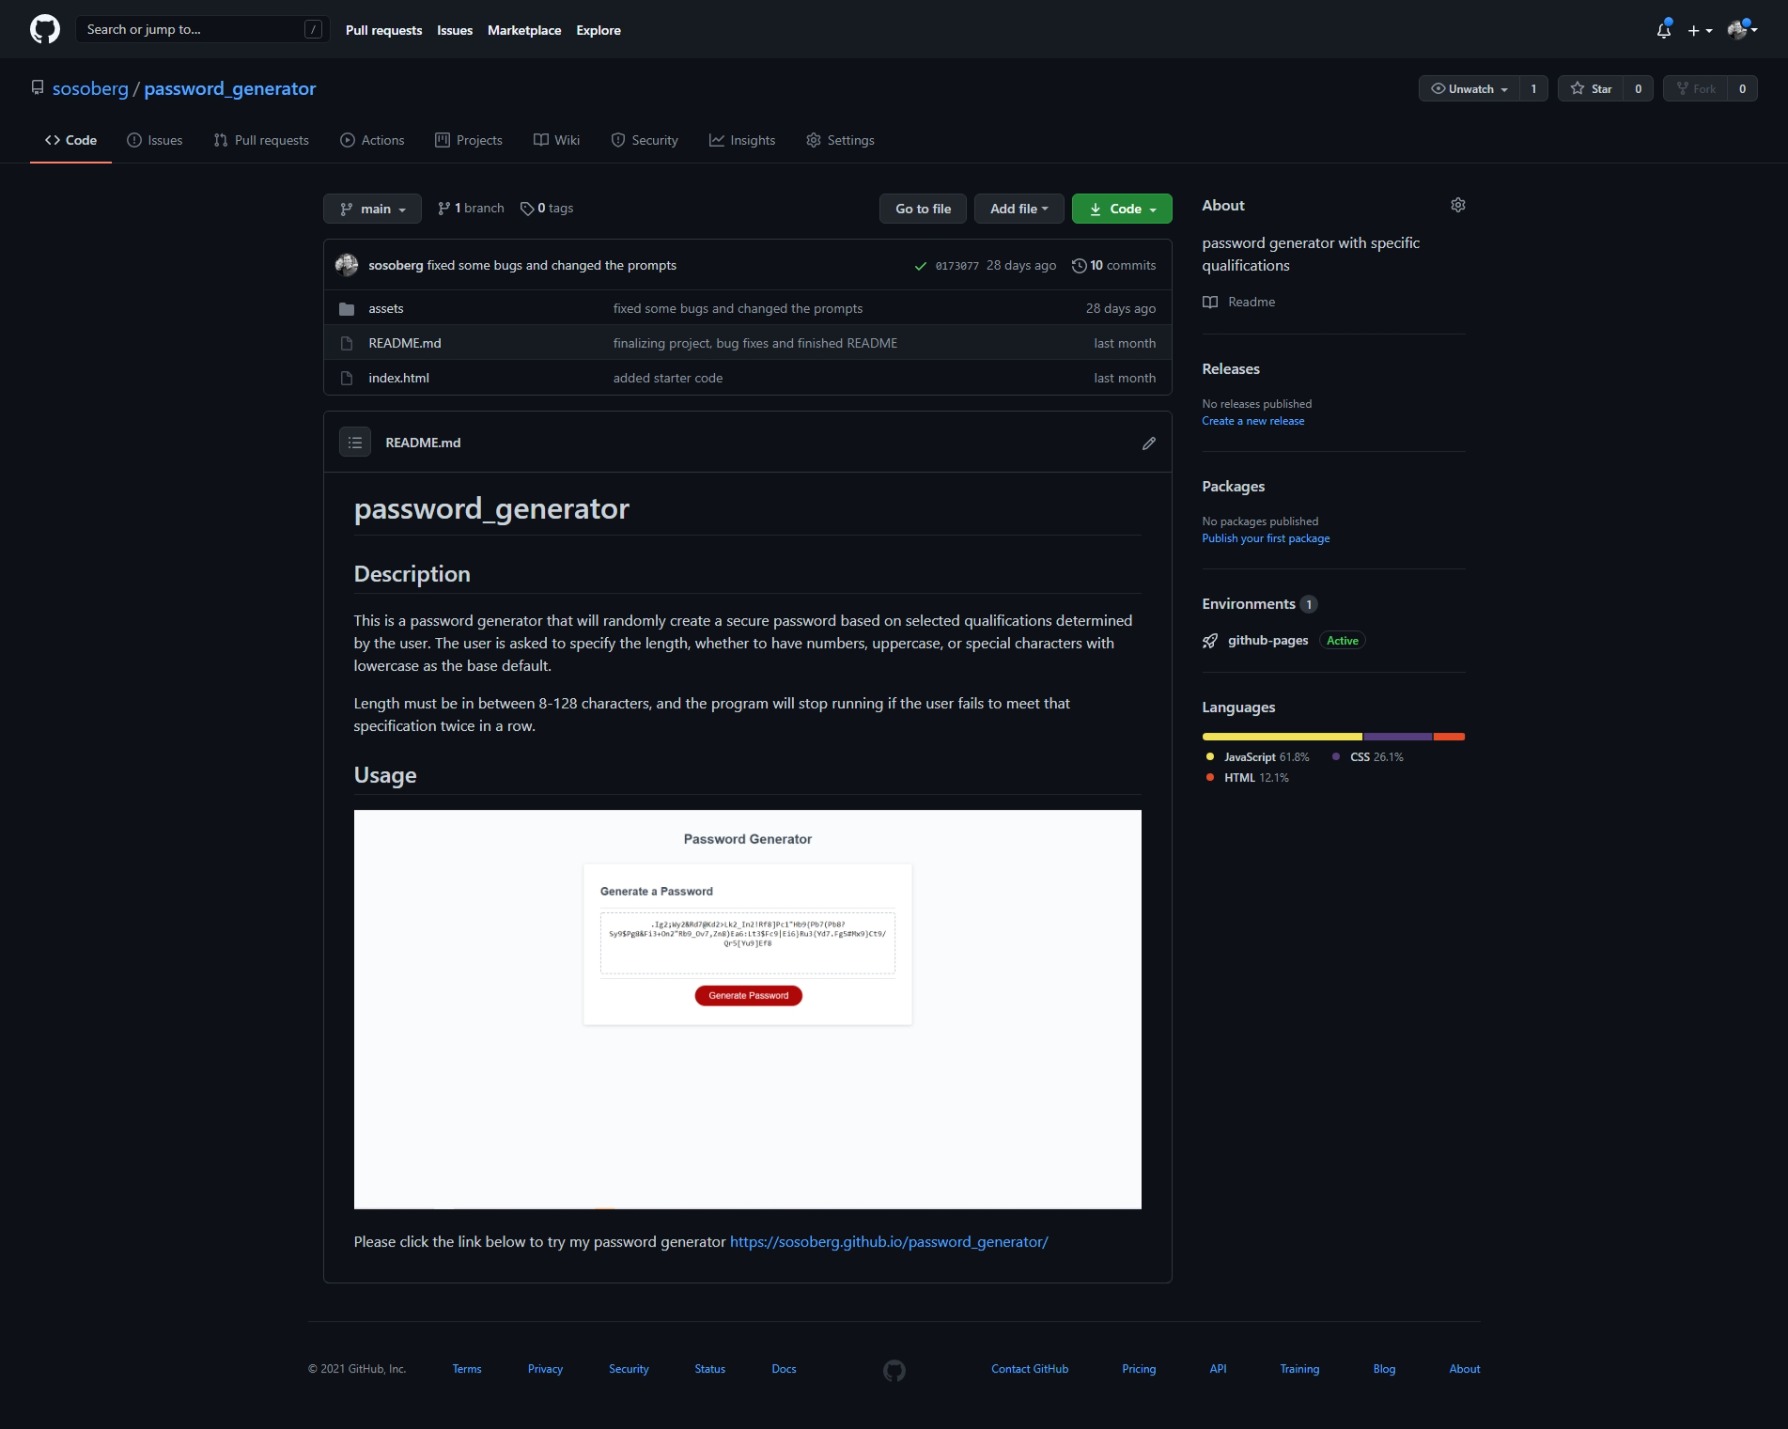 Search or jump to...
/
Pull requests
Issues
Marketplace
Explore
sosoberg / password_generator
Unwatch 1
Star 0
Fork 0
Code
Issues
Pull requests
Actions
Projects
Wiki
Security
Insights
Settings
main
1 branch
0 tags
Go to file
Add file
Code
sosoberg fixed some bugs and changed the prompts
0173077 28 days ago
10 commits
assets fixed some bugs and changed the prompts 28 days ago
README.md finalizing project, bug fixes and finished README last month
index.html added starter code last month
README.md
password_generator
Description
This is a password generator that will randomly create a secure password based on selected qualifications determined
by the user. The user is asked to specify the length, whether to have numbers, uppercase, or special characters with
lowercase as the base default.
Length must be in between 8-128 characters, and the program will stop running if the user fails to meet that
specification twice in a row.
Usage
Password Generator
Generate a Password
Generate Password
Please click the link below to try my password generator https://sosoberg.github.io/password_generator/
About
password generator with specific
qualifications
Readme
Releases
No releases published
Create a new release
Packages
No packages published
Publish your first package
Environments 1
github-pages Active
Languages
JavaScript 61.8% CSS 26.1%
HTML 12.1%
© 2021 GitHub, Inc.
Terms
Privacy
Security
Status
Docs
Contact GitHub
Pricing
API
Training
Blog
About